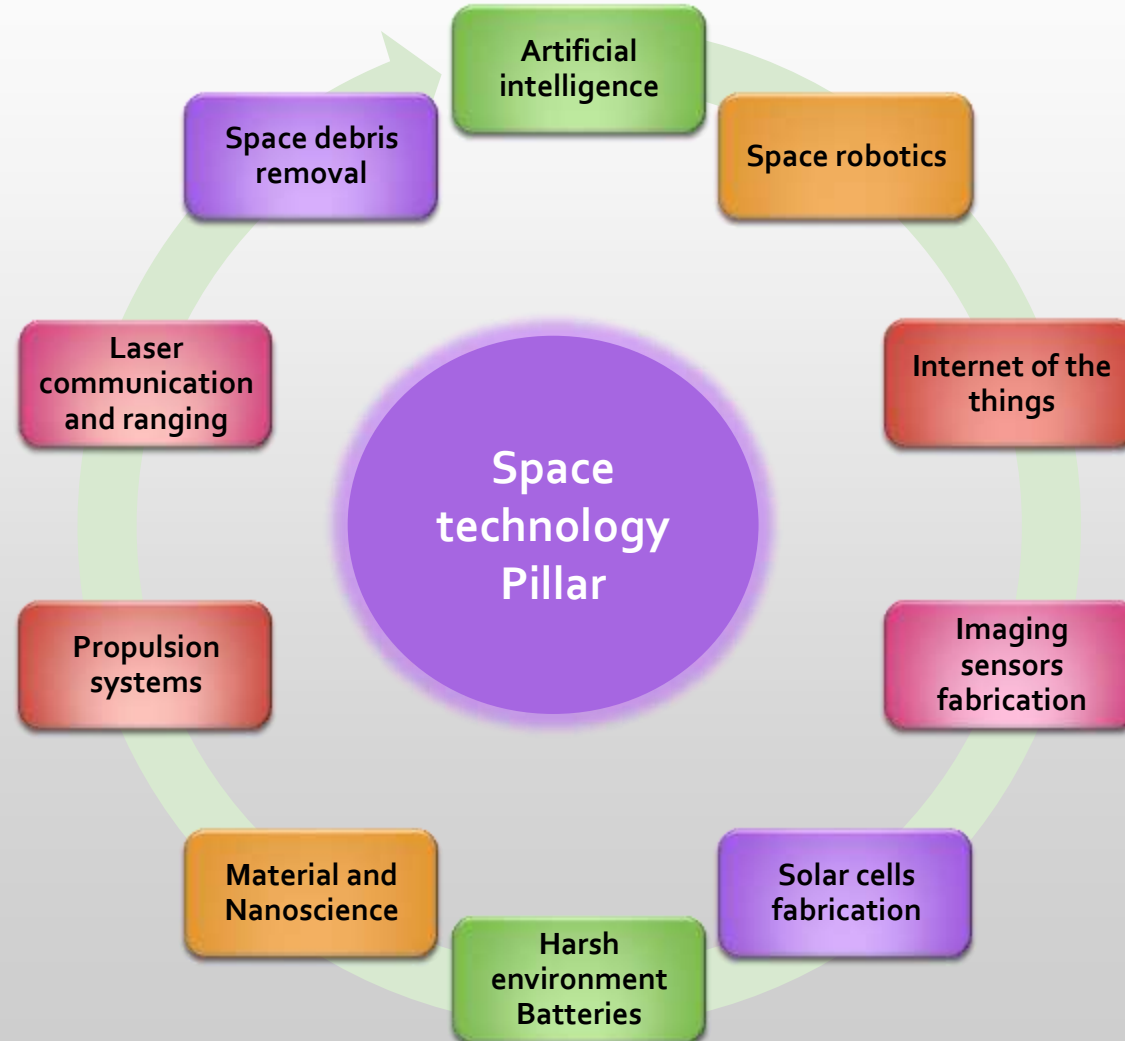 Artificial
intelligence
Space robotics
Internet of the
things
Imaging
sensors
fabrication
Solar cells
fabrication
Harsh
environment
Batteries
Material and
Nanoscience
Propulsion
systems
Laser
communication
and ranging
Space debris
removal
Space
technology
Pillar